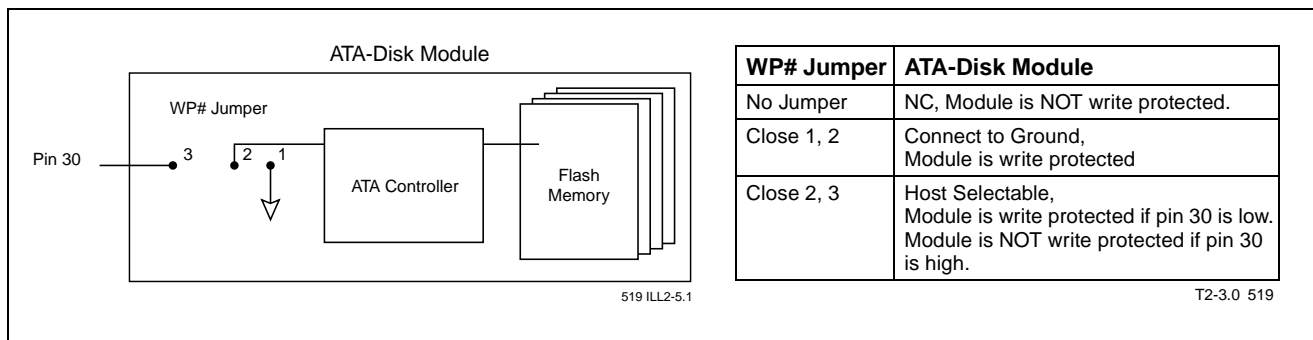 ATA-Disk Module
WP# Jumper
Pin 30
3
2
1
ATA Controller
Flash
Memory
519 ILL2-5.1
WP# Jumper ATA-Disk Module
No Jumper NC, Module is NOT write protected.
Close 1, 2 Connect to Ground,
Module is write protected
Close 2, 3 Host Selectable,
Module is write protected if pin 30 is low.
Module is NOT write protected if pin 30
is high.
T2-3.0 519